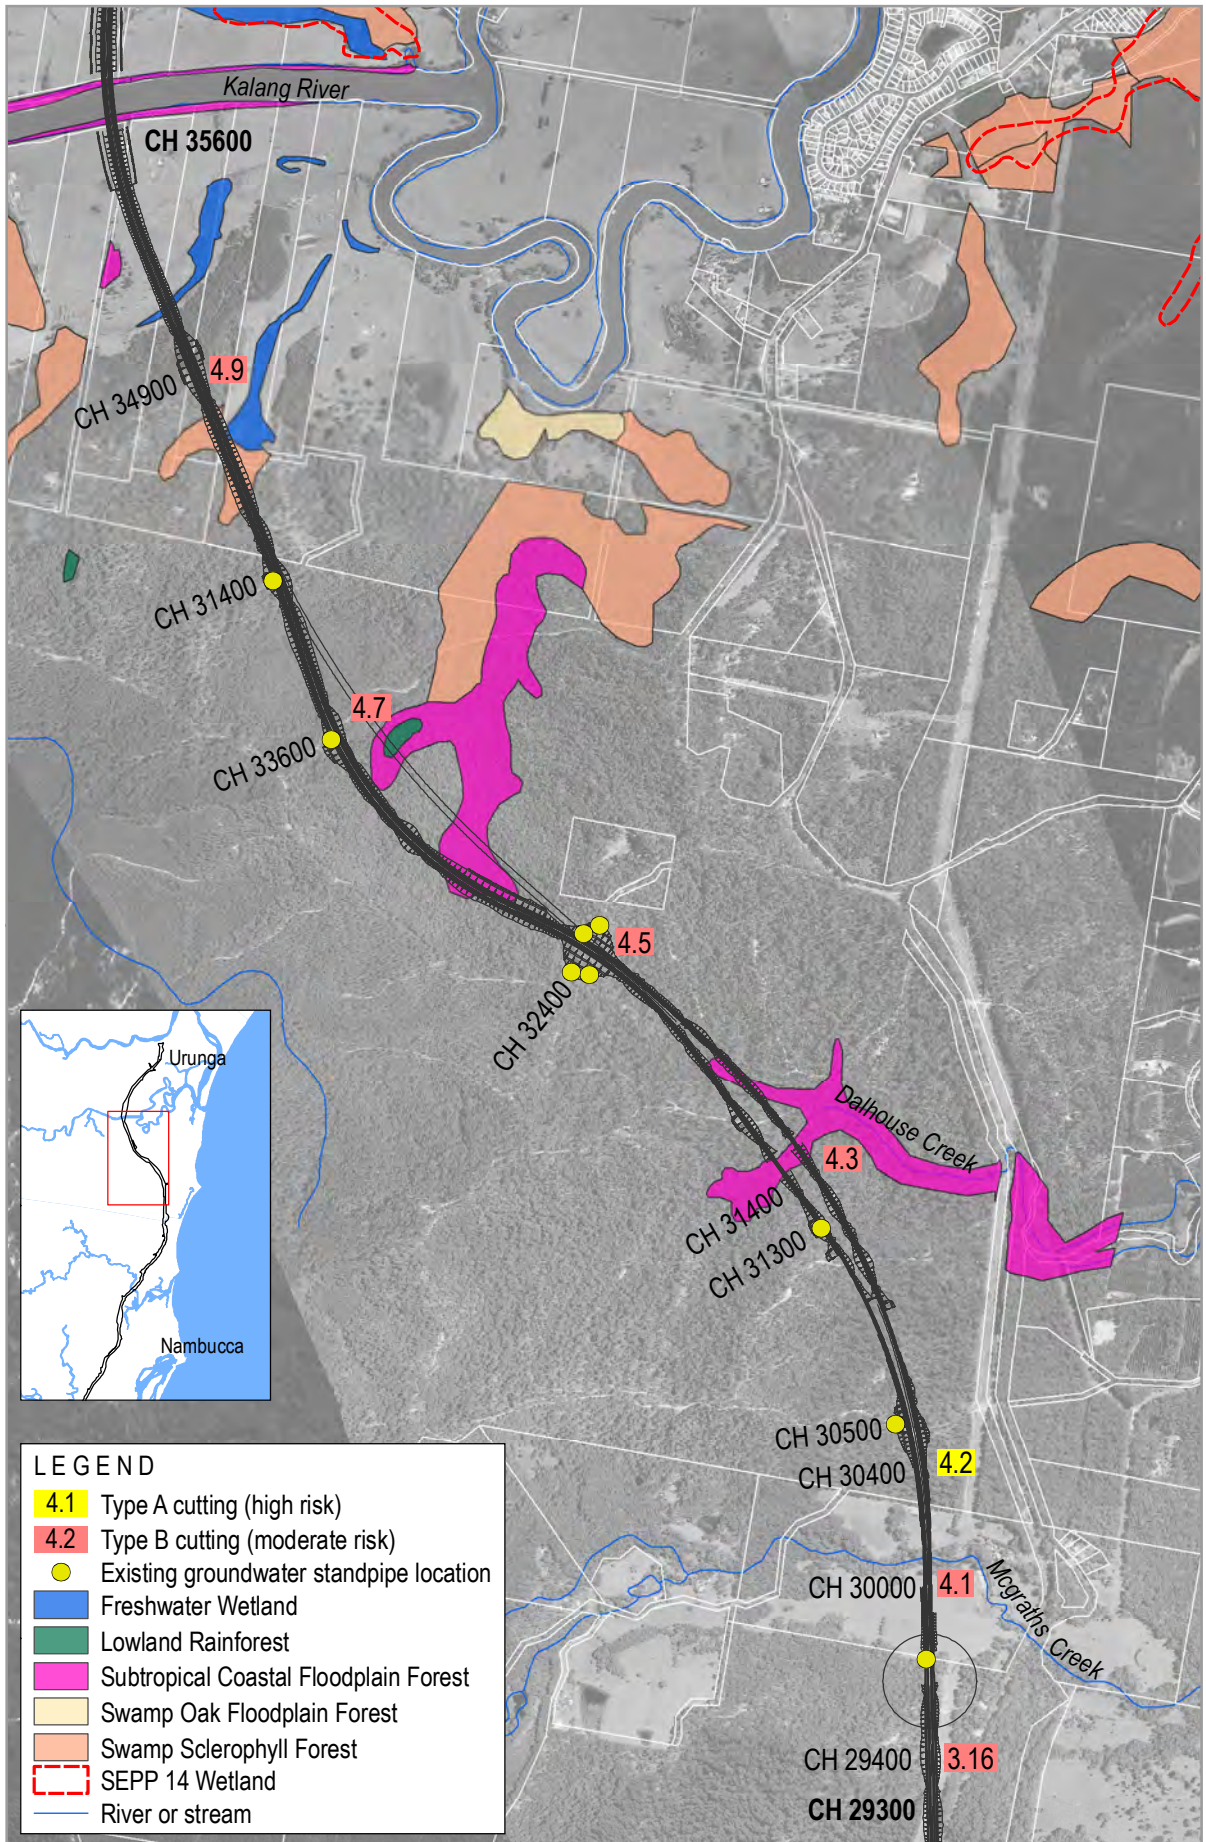 Kalang River
CH 35600
4.9
CH 34900
CH 31400
4.7
CH 33600
4.5
CH 32400
Urunga
Nambucca
Dalhouse Creek
4.3
CH 31400
CH 31300
CH 30500
4.2
CH 30400
CH 30000
4.1
Mcgraths Creek
CH 29400
3.16
CH 29300
LEGEND
4.1 Type A cutting (high risk)
4.2 Type B cutting (moderate risk)
Existing groundwater standpipe location
Freshwater Wetland
Lowland Rainforest
Subtropical Coastal Floodplain Forest
Swamp Oak Floodplain Forest
Swamp Sclerophyll Forest
SEPP 14 Wetland
River or stream